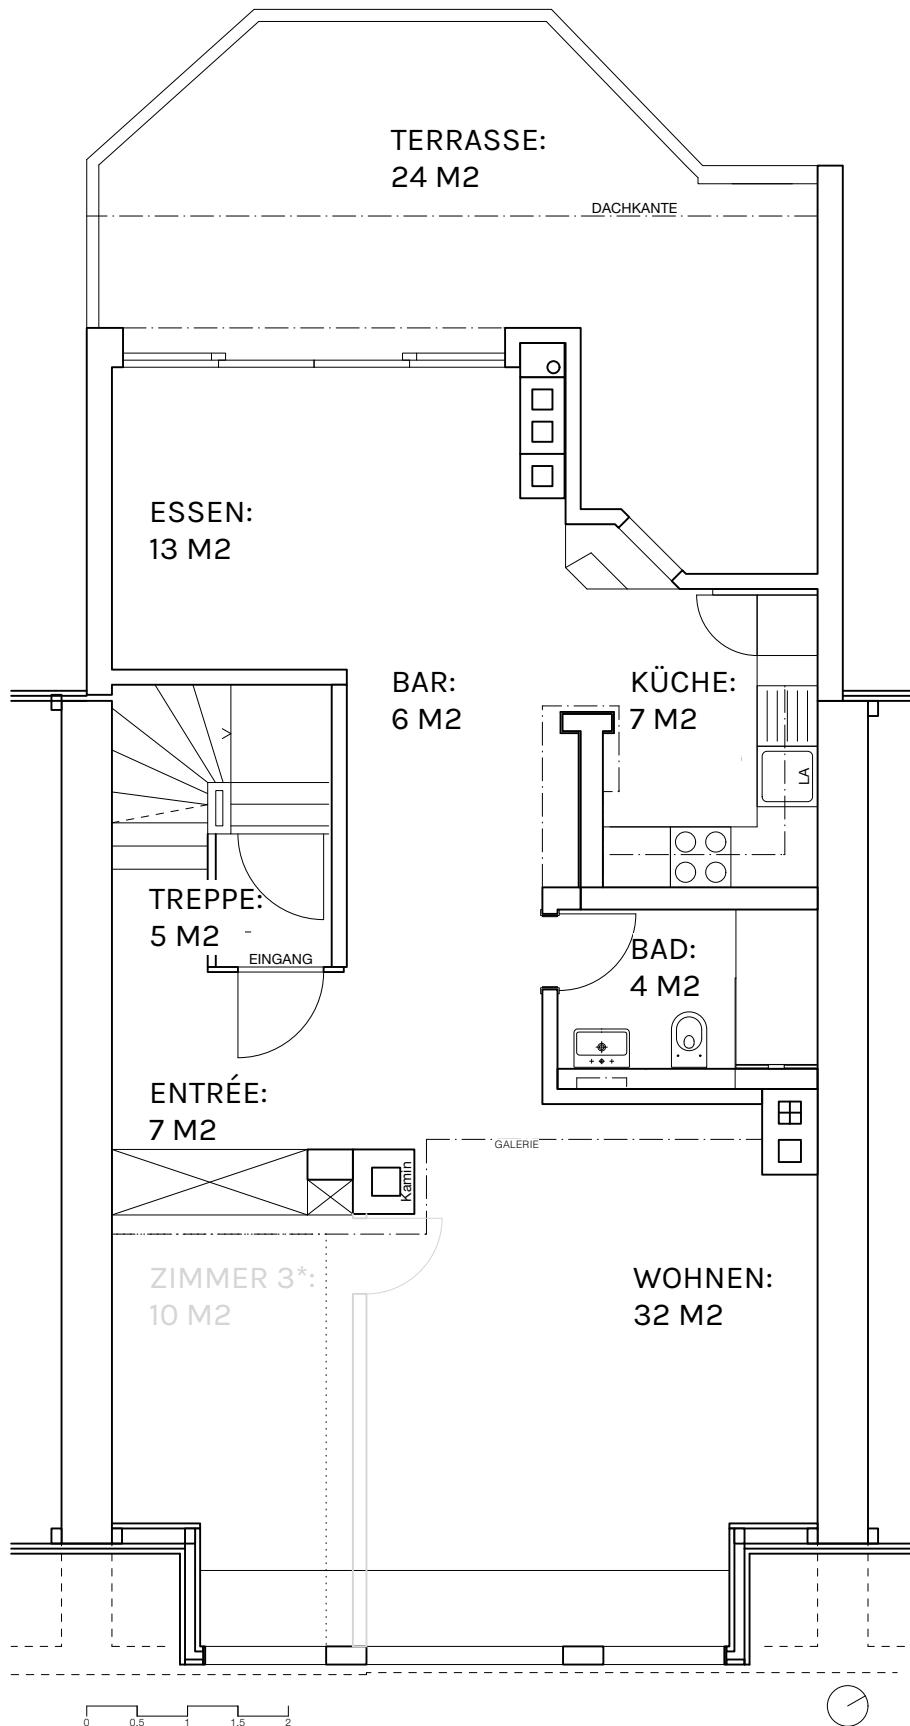 TERRASSE:
24 M2
DACHKANTE
ESSEN:
13 M2
BAR:
6 M2
KÜCHE:
7 M2
LA
TREPPE:
5 M2
EINGANG
BAD:
4 M2
ENTRÉE:
7 M2
GALERIE
Kamin
ZIMMER 3*:
10 M2
WOHNEN:
32 M2
0 0.5 1 1.5 2